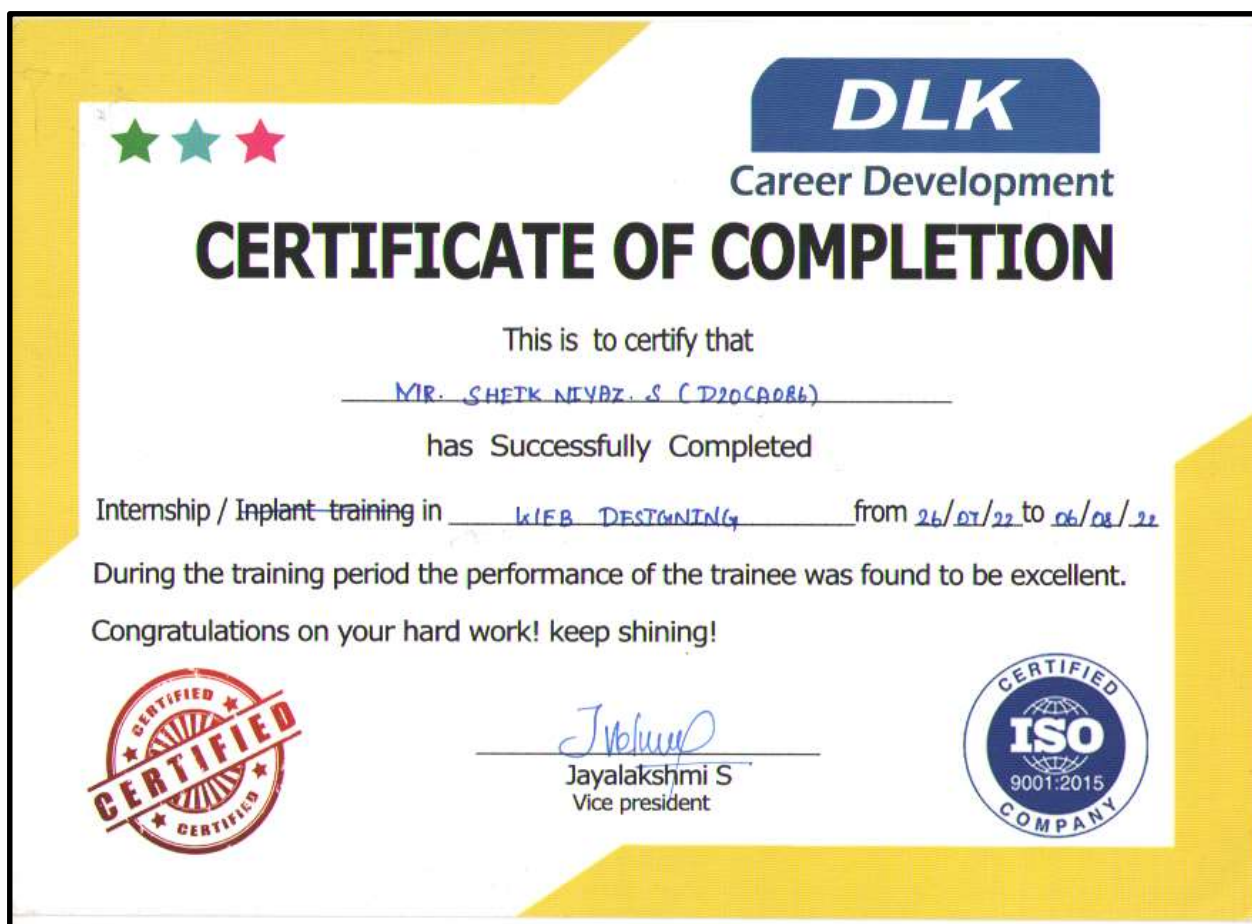 DLK
Career Development
CERTIFICATE OF COMPLETION
This is to certify that
MR. SHEIK NIYAZ. S (D20CA086)
has Successfully Completed
Internship / Inplant training in WEB DESIGNING from 26/07/22 to 06/08/22
During the training period the performance of the trainee was found to be excellent.
Congratulations on your hard work! keep shining!
CERTIFIED
CERTIFIED
CERTIFIED
Jayalakshmi S
Vice president
CERTIFIED
ISO
9001:2015
COMPANY